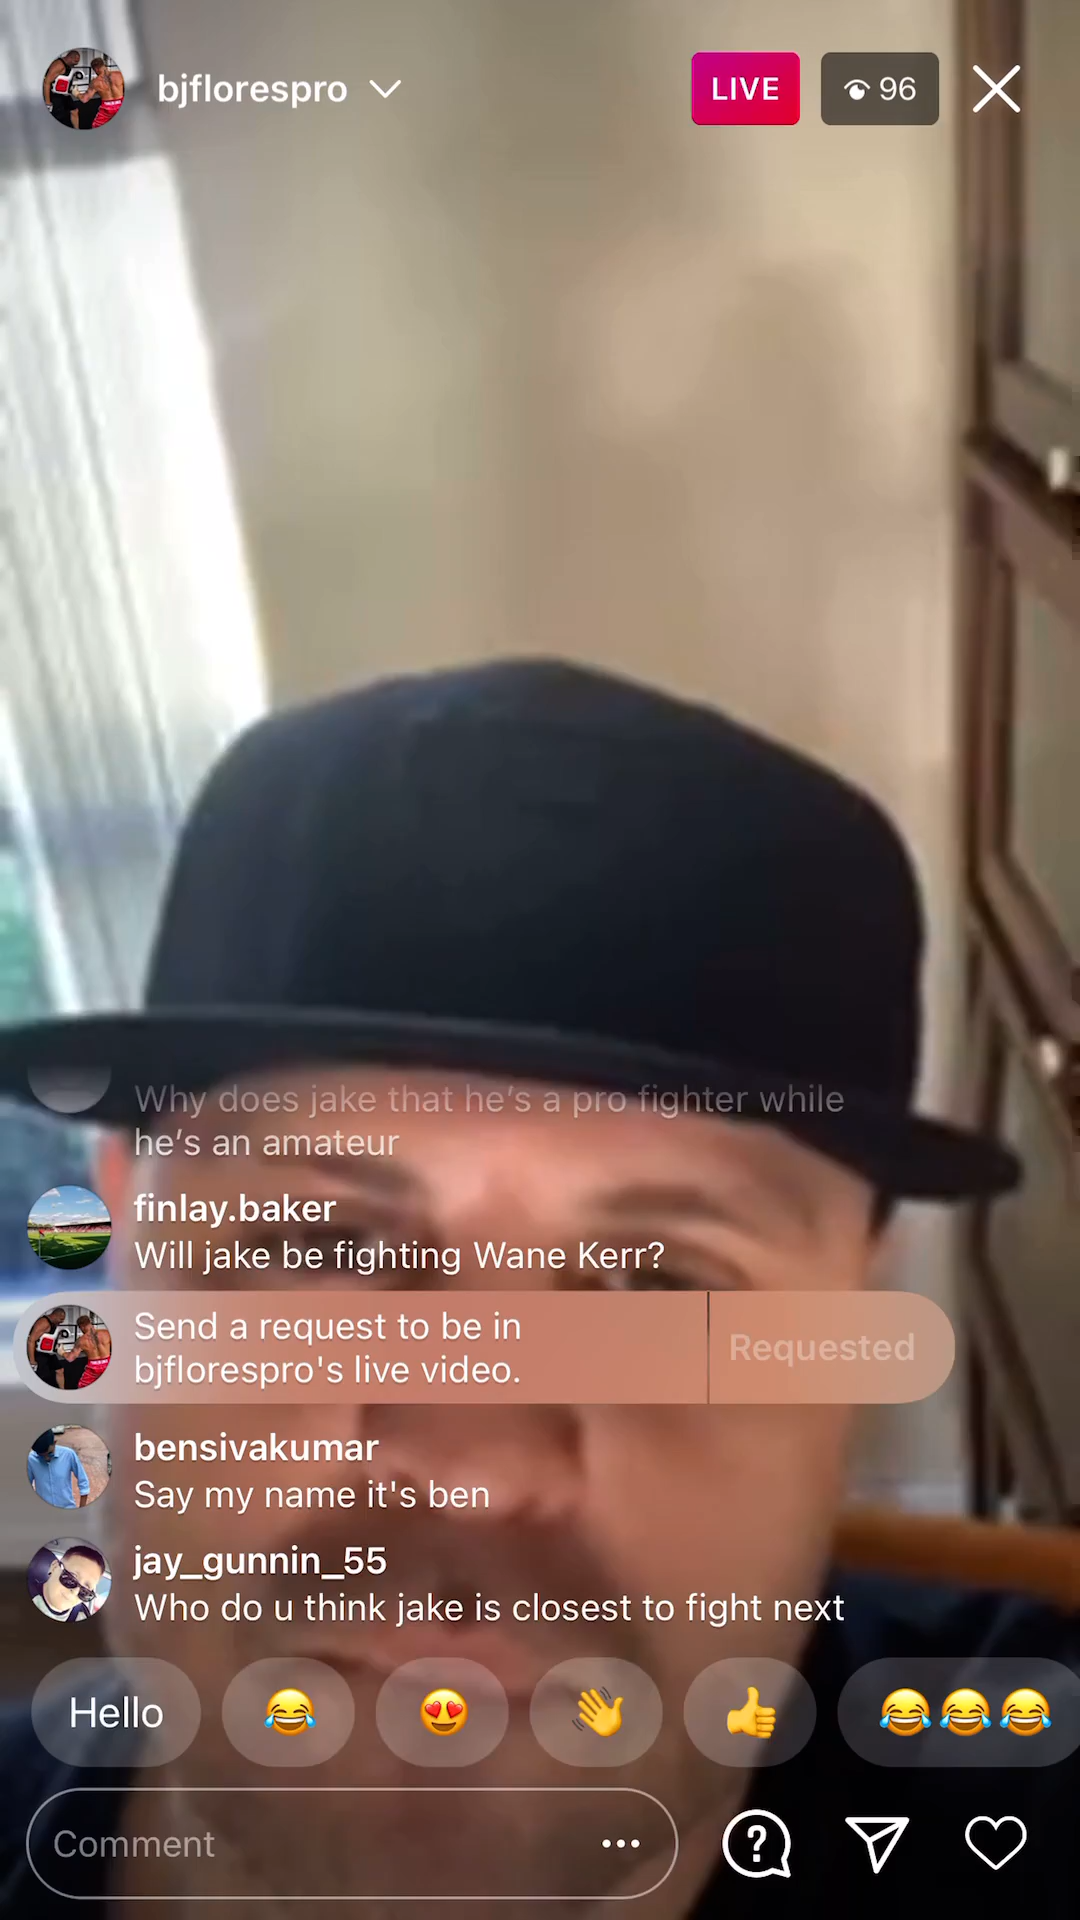 bjflorespro
LIVE
96
Why does jake that he's a pro fighter while
he's an amateur
finlay.baker
Will jake be fighting Wane Kerr?
Send a request to be in
bjflorespro's live video.
Requested
bensivakumar
Say my name it's ben
jay_gunnin_55
Who do u think jake is closest to fight next
Hello
Comment